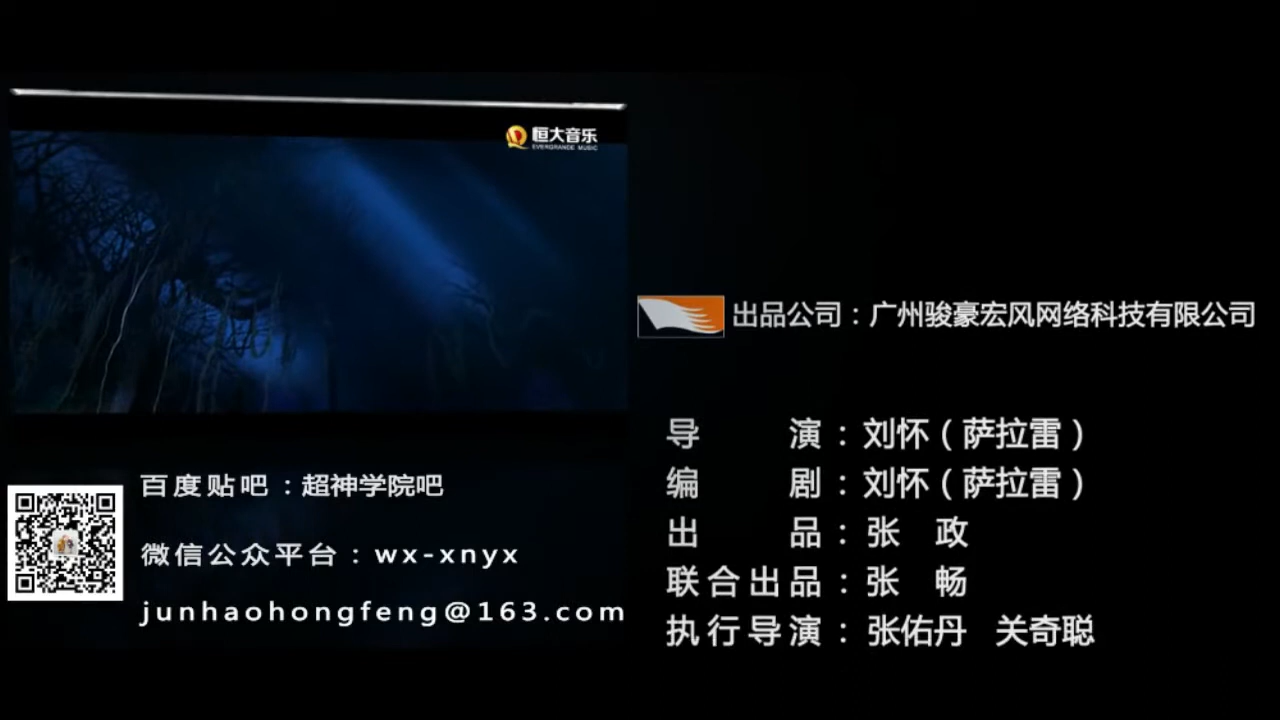 恒大音乐
EVERGRANDE MUSIC
出品公司：广州骏豪宏风网络科技有限公司
导演：刘怀（萨拉雷）
编剧：刘怀（萨拉雷）
出品：张 政
联合出品：张 畅
执行导演：张佑丹 关奇聪
百度贴吧：超神学院吧
微信公众平台：wx-xnyx
junhaohongfeng@163.com